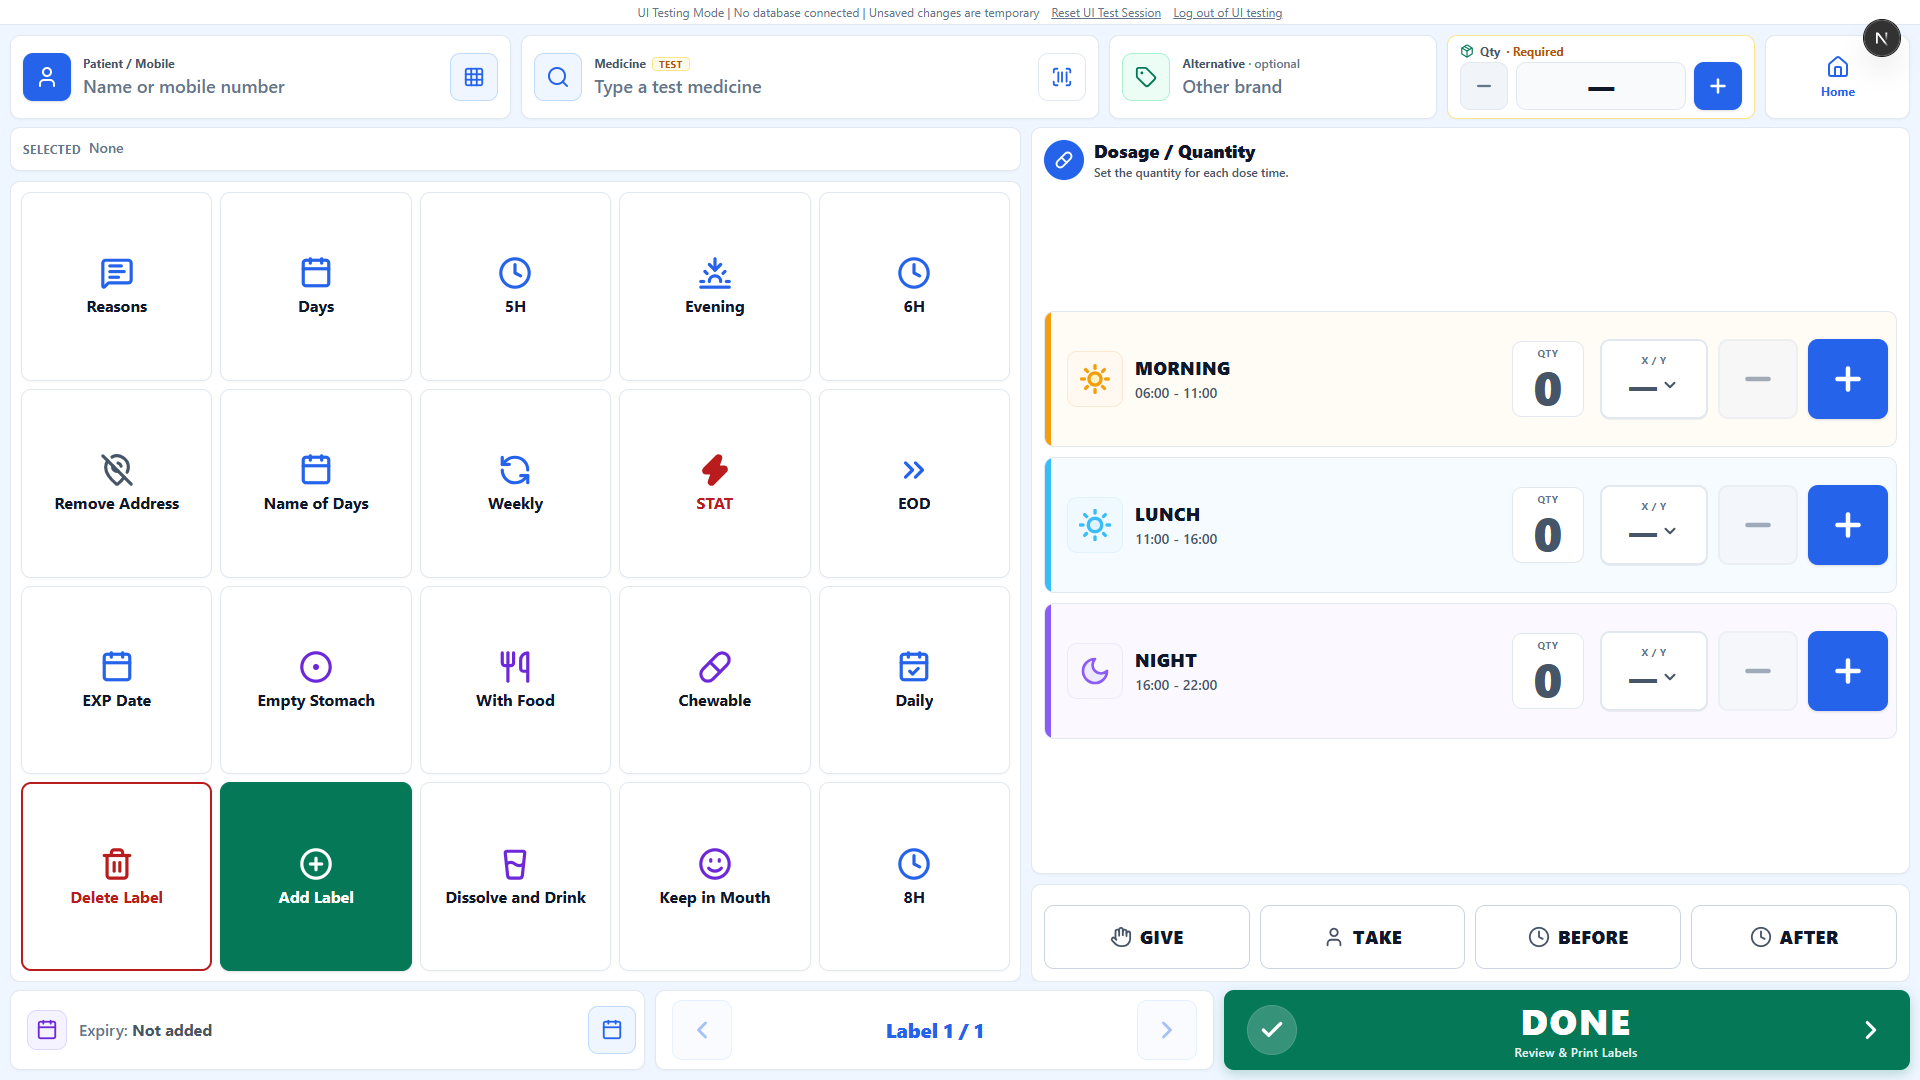 UI Testing Mode | No database connected | Unsaved changes are temporary Reset UI Test Session Log out of UI testing
Patient / Mobile
Name or mobile number
Medicine TEST
Type a test medicine
Alternative · optional
Other brand
Qty · Required
—
Home
SELECTED None
Reasons
Days
5H
Evening
6H
Remove Address
Name of Days
Weekly
STAT
EOD
EXP Date
Empty Stomach
With Food
Chewable
Daily
Delete Label
Add Label
Dissolve and Drink
Keep in Mouth
8H
Dosage / Quantity
Set the quantity for each dose time.
MORNING
06:00 - 11:00
QTY
0
X / Y
—
LUNCH
11:00 - 16:00
QTY
0
X / Y
—
NIGHT
16:00 - 22:00
QTY
0
X / Y
—
GIVE
TAKE
BEFORE
AFTER
Expiry: Not added
Label 1 / 1
DONE
Review & Print Labels